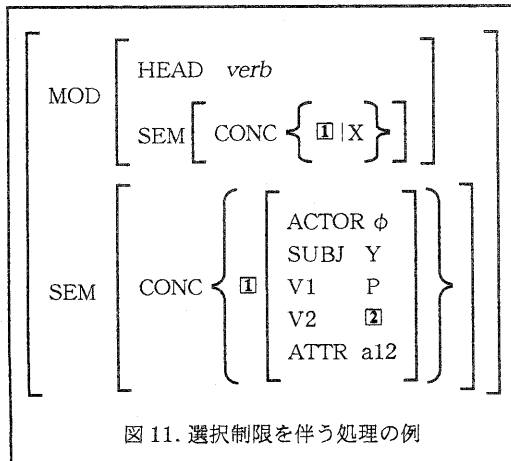 MOD
HEAD verb
SEM CONC { 1 | X }
SEM
CONC { 1
ACTOR φ
SUBJ Y
V1 P
V2 2
ATTR a12
}
図 11. 選択制限を伴う処理の例